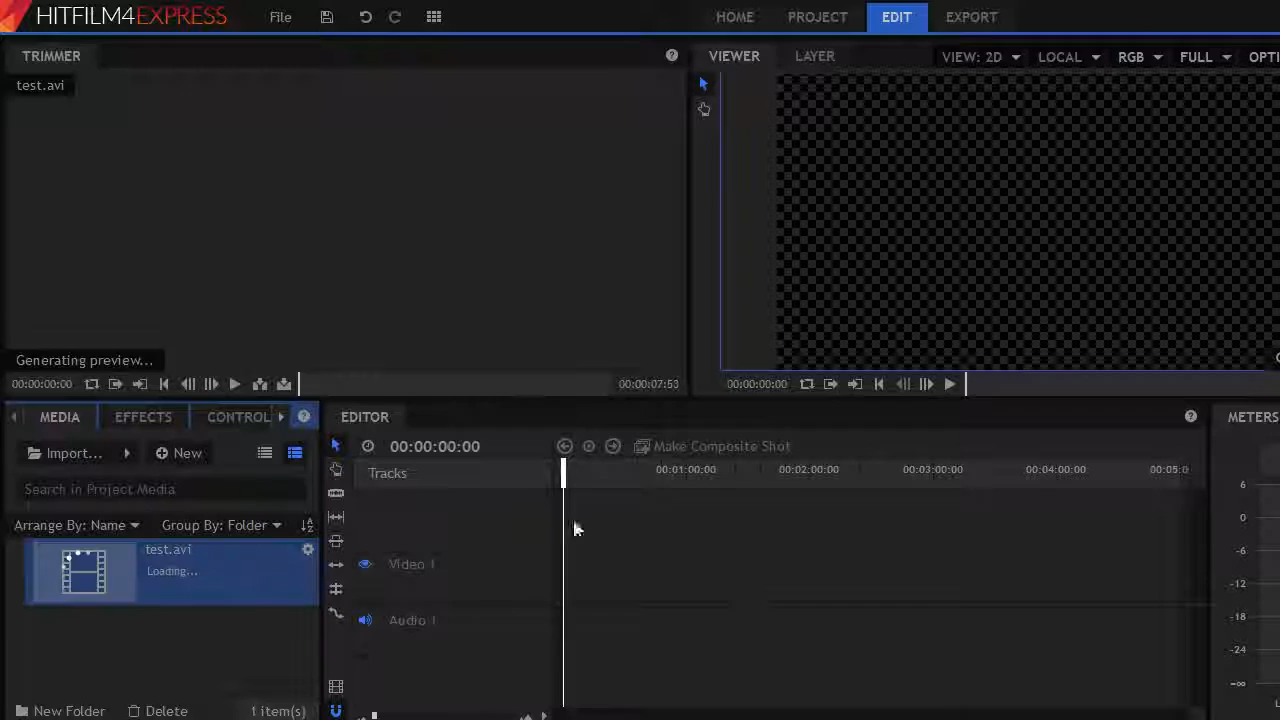 HITFILM4EXPRESS File HOME PROJECT EDIT EXPORT
TRIMMER
test.avi
Generating preview...
00:00:00:00 00:00:07:53
VIEWER LAYER VIEW: 2D LOCAL RGB FULL OPTI
00:00:00:00
MEDIA EFFECTS CONTROL
Import... New
Search in Project Media
Arrange By: Name Group By: Folder
test.avi
Loading...
New Folder Delete 1 item(s)
EDITOR
00:00:00:00 Make Composite Shot
Tracks 00:01:00:00 00:02:00:00 00:03:00:00 00:04:00:00 00:05:0
Video 1
Audio 1
METERS
6
0
-6
-12
-18
-24
-∞